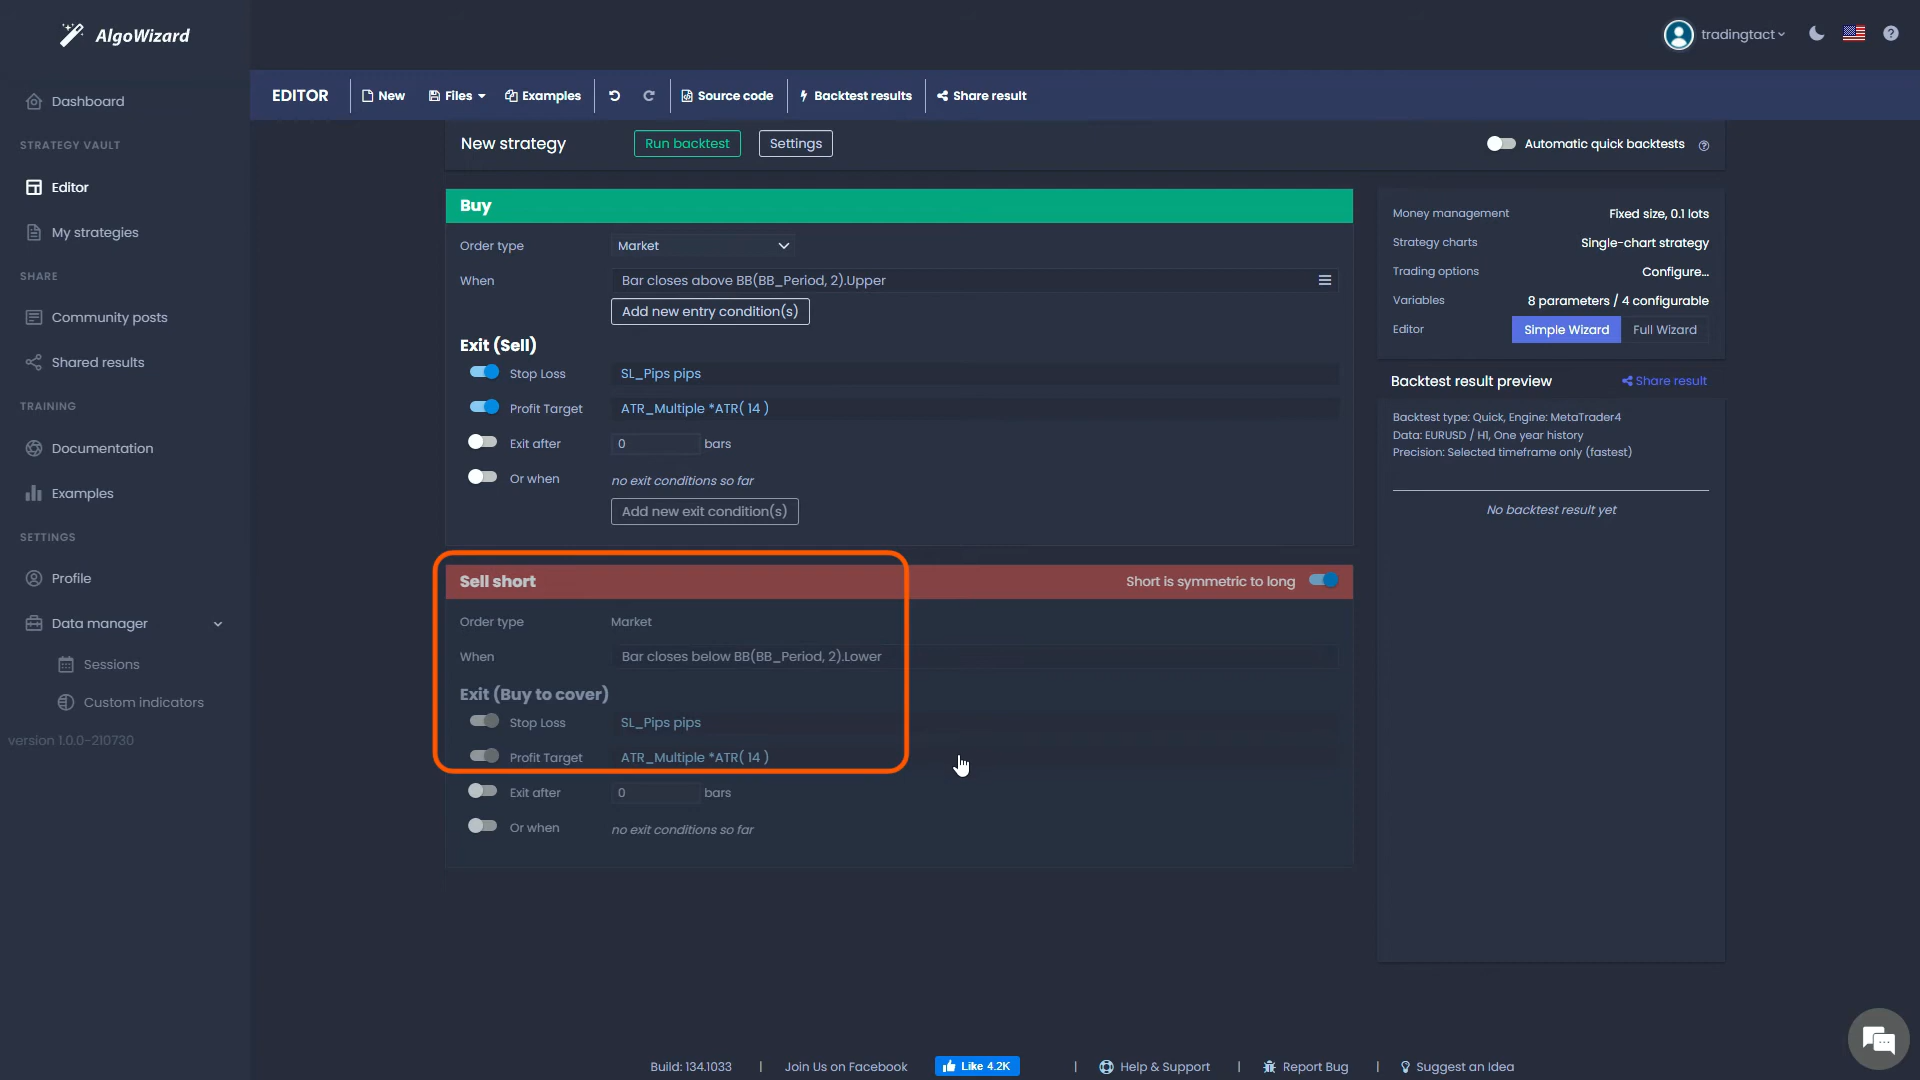 AlgoWizard
tradingtact
Dashboard
STRATEGY VAULT
Editor
My strategies
SHARE
Community posts
Shared results
TRAINING
Documentation
Examples
SETTINGS
Profile
Data manager
Sessions
Custom indicators
version 1.0.0-210730
EDITOR New Files Examples Source code Backtest results Share result
New strategy Run backtest Settings Automatic quick backtests
Buy
Order type Market
When Bar closes above BB(BB_Period, 2).Upper
Add new entry condition(s)
Exit (Sell)
Stop Loss SL_Pips pips
Profit Target ATR_Multiple *ATR( 14 )
Exit after 0 bars
Or when no exit conditions so far
Add new exit condition(s)
Sell short Short is symmetric to long
Order type Market
When Bar closes below BB(BB_Period, 2).Lower
Exit (Buy to cover)
Stop Loss SL_Pips pips
Profit Target ATR_Multiple *ATR( 14 )
Exit after 0 bars
Or when no exit conditions so far
Money management Fixed size, 0.1 lots
Strategy charts Single-chart strategy
Trading options Configure...
Variables 8 parameters / 4 configurable
Editor Simple Wizard Full Wizard
Backtest result preview Share result
Backtest type: Quick, Engine: MetaTrader4
Data: EURUSD / H1, One year history
Precision: Selected timeframe only (fastest)
No backtest result yet
Build: 134.1033 | Join Us on Facebook Like 4.2K | Help & Support | Report Bug | Suggest an Idea